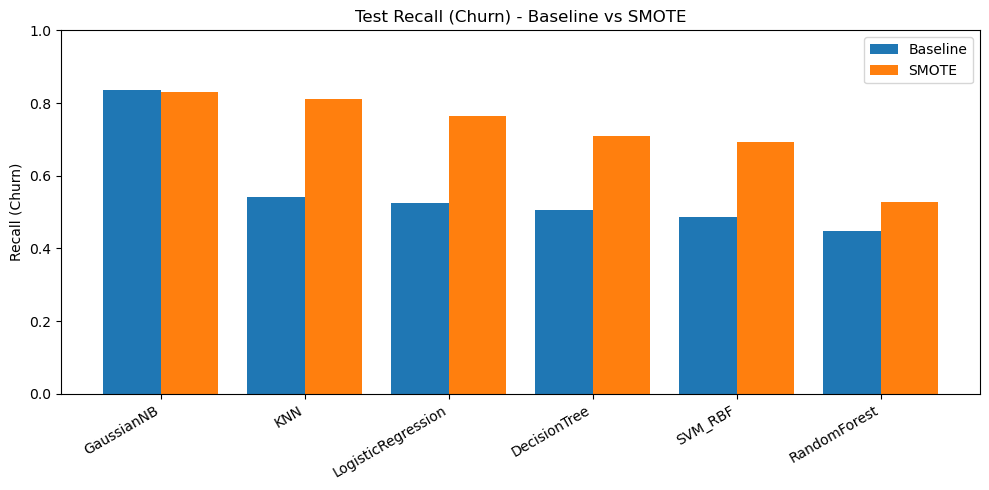 Test Recall (Churn) - Baseline vs SMOTE
Baseline
SMOTE
Recall (Churn)
1.0
0.8
0.6
0.4
0.2
0.0
GaussianNB
KNN
LogisticRegression
DecisionTree
SVM_RBF
RandomForest